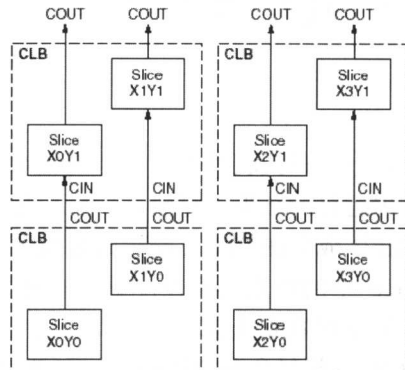 COUT COUT COUT COUT
CLB CLB
Slice
X1Y1
Slice
X3Y1
Slice
X0Y1
Slice
X2Y1
CIN CIN CIN CIN
COUT COUT COUT COUT
CLB CLB
Slice
X1Y0
Slice
X3Y0
Slice
X0Y0
Slice
X2Y0